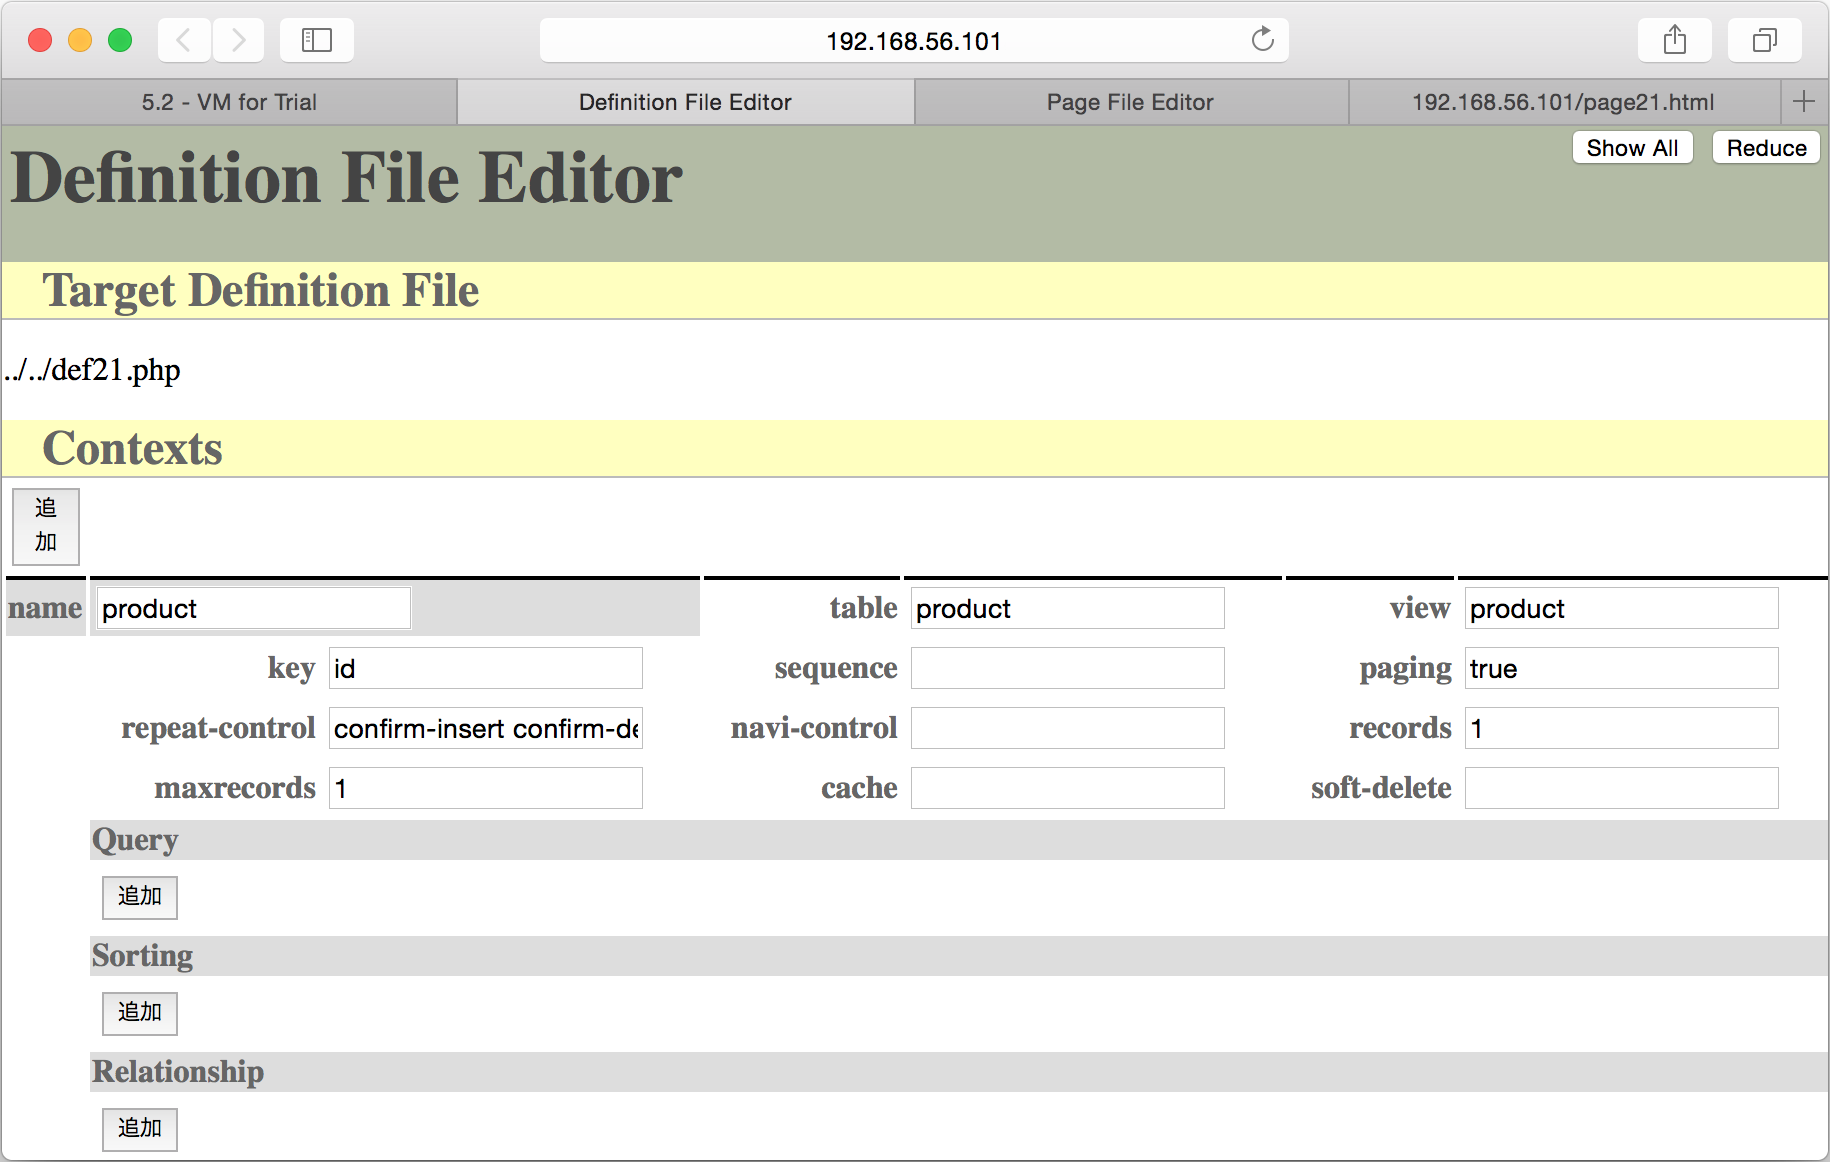 192.168.56.101
5.2 - VM for Trial
Definition File Editor
Page File Editor
192.168.56.101/page21.html
Definition File Editor
Show All
Reduce
Target Definition File
../../def21.php
Contexts
追
加
name product table product view product
key id sequence paging true
repeat-control confirm-insert confirm-de navi-control records 1
maxrecords 1 cache soft-delete
Query
追加
Sorting
追加
Relationship
追加